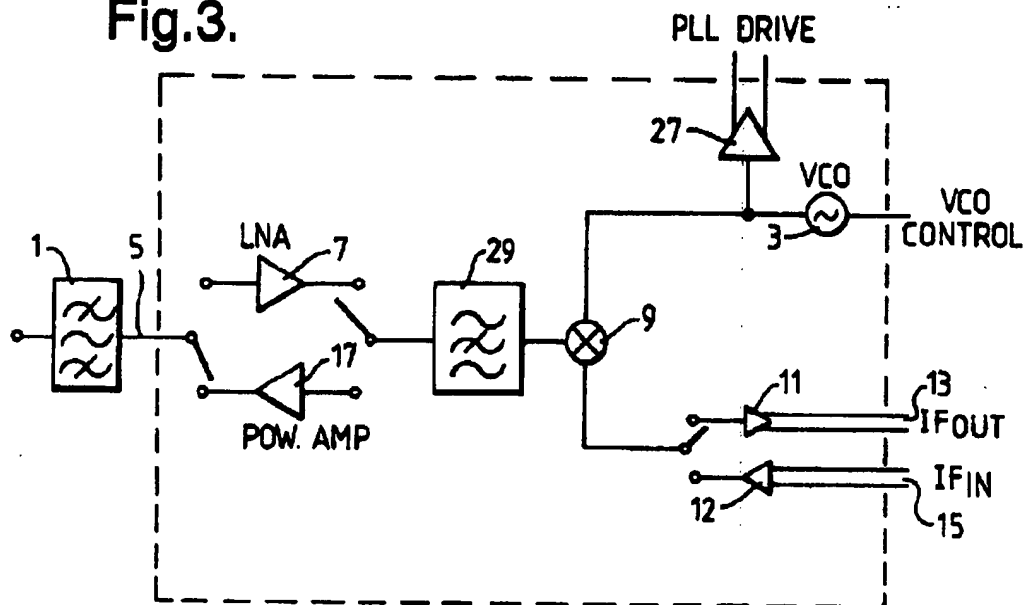 Fig.3.
PLL DRIVE
27
VCO
3
VCO
CONTROL
1
5
LNA
7
29
9
17
POW. AMP
11
13
IFOUT
IFIN
12
15